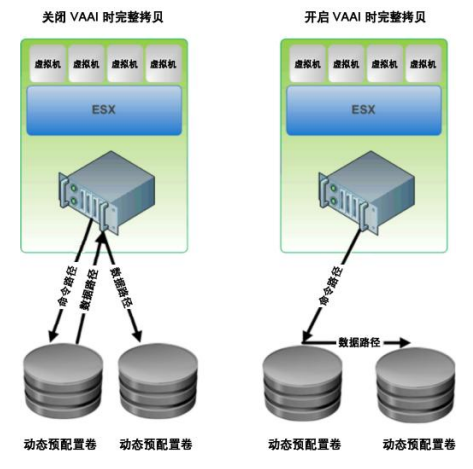 关闭 VAAI 时完整拷贝
虚拟机 虚拟机 虚拟机 虚拟机
ESX
命令路径
数据路径
数据路径
动态预配置卷 动态预配置卷
开启 VAAI 时完整拷贝
虚拟机 虚拟机 虚拟机 虚拟机
ESX
命令路径
数据路径
动态预配置卷 动态预配置卷